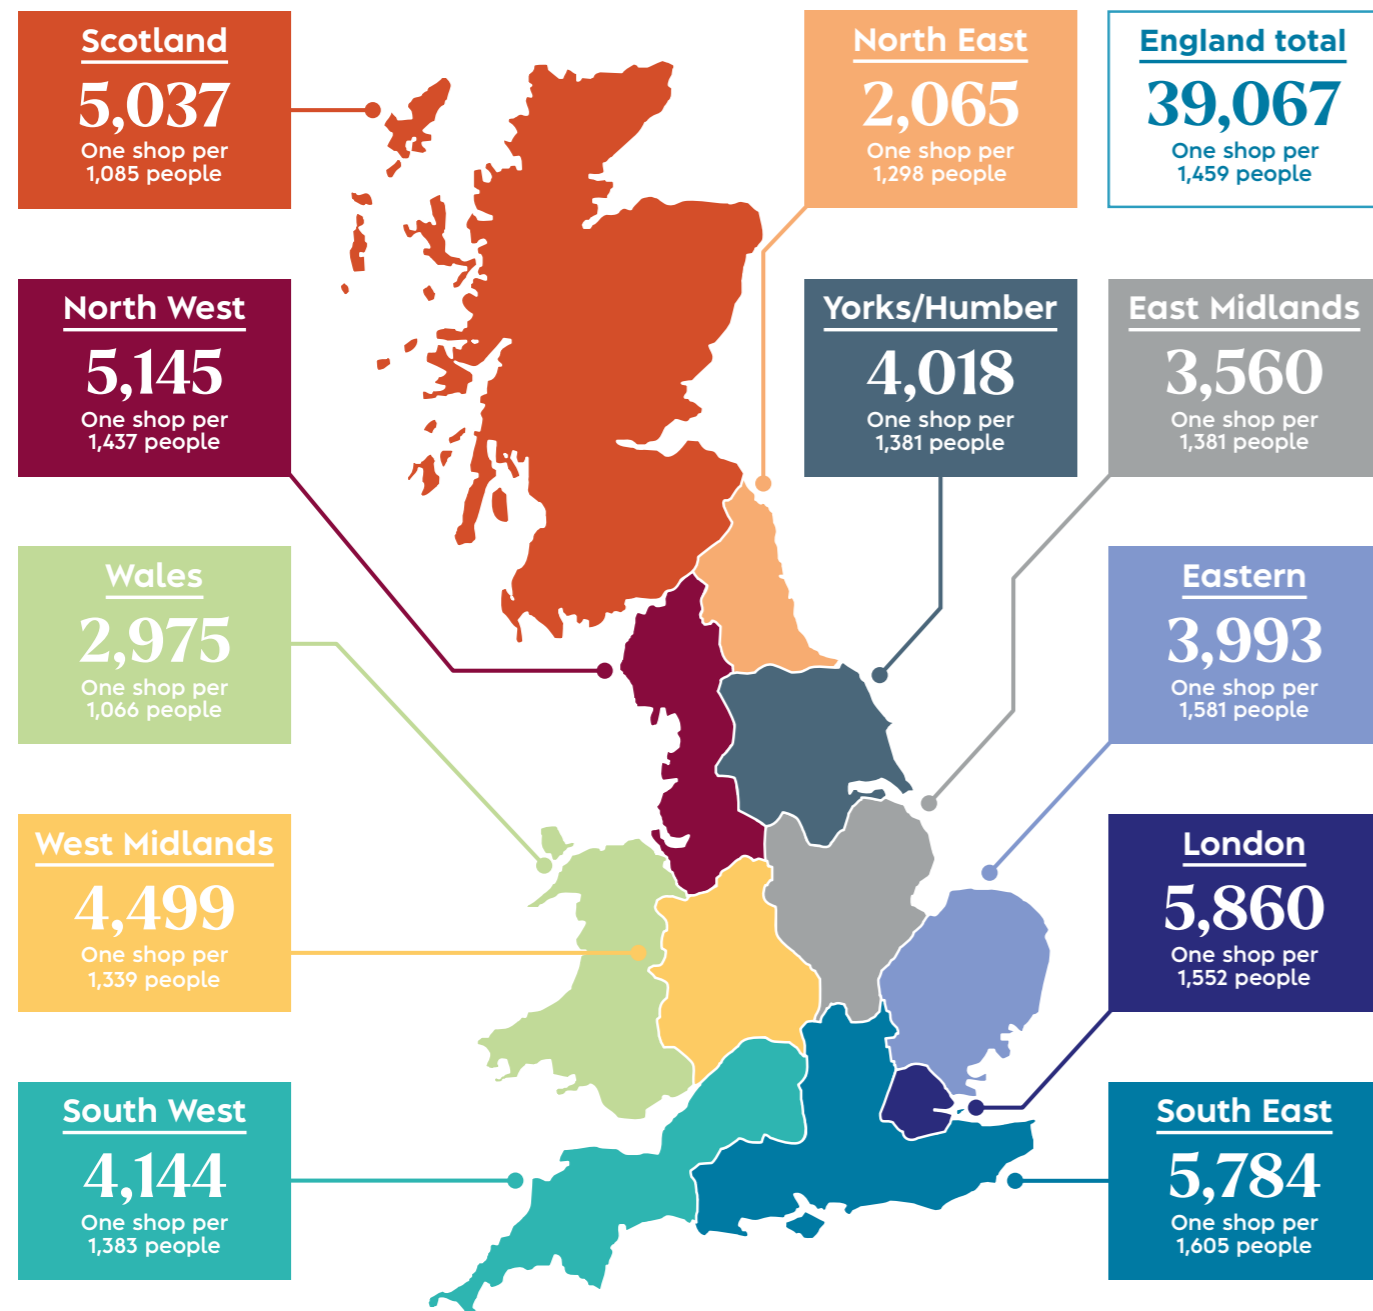 Scotland
5,037
One shop per
1,085 people
North East
2,065
One shop per
1,298 people
England total
39,067
One shop per
1,459 people
North West
5,145
One shop per
1,437 people
Yorks/Humber
4,018
One shop per
1,381 people
East Midlands
3,560
One shop per
1,381 people
Wales
2,975
One shop per
1,066 people
Eastern
3,993
One shop per
1,581 people
West Midlands
4,499
One shop per
1,339 people
London
5,860
One shop per
1,552 people
South West
4,144
One shop per
1,383 people
South East
5,784
One shop per
1,605 people